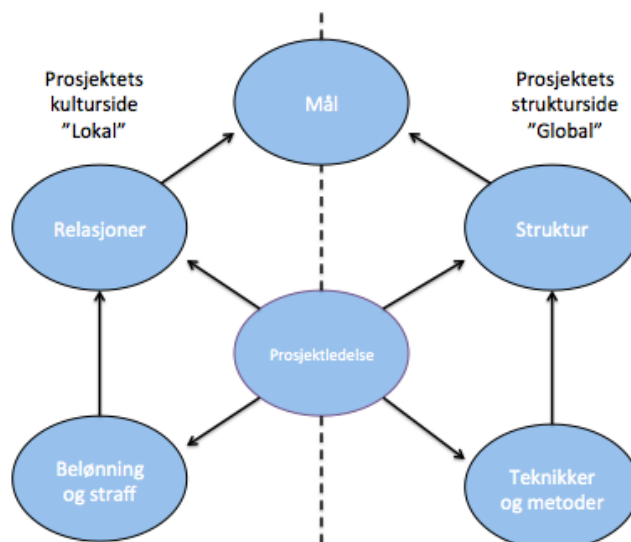 Prosjektets
kulturside
”Lokal”
Mål
Prosjektets
strukturside
”Global”
Relasjoner
Struktur
Prosjektledelse
Belønning
og straff
Teknikker
og metoder